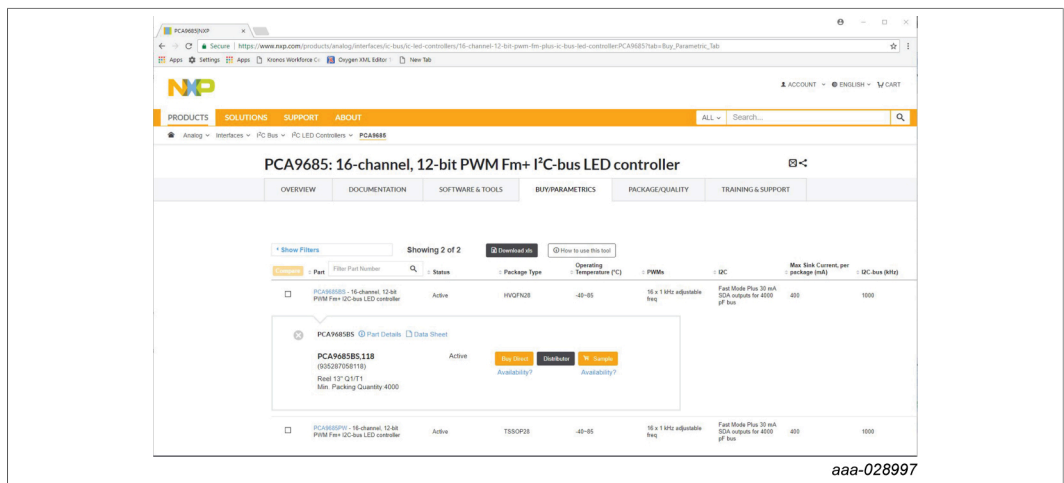 PCA9685|NXP
Secure | https://www.nxp.com/products/analog/interfaces/ic-bus/ic-led-controllers/16-channel-12-bit-pwm-fm-plus-ic-bus-led-controller:PCA9685?tab=Buy_Parametric_Tab
Apps Settings Apps Kronos Workforce Ce Oxygen XML Editor New Tab
NXP
ACCOUNT ENGLISH CART
PRODUCTS SOLUTIONS SUPPORT ABOUT ALL Search...
Analog Interfaces I²C Bus I²C LED Controllers PCA9685
PCA9685: 16-channel, 12-bit PWM Fm+ I²C-bus LED controller
OVERVIEW DOCUMENTATION SOFTWARE & TOOLS BUY/PARAMETRICS PACKAGE/QUALITY TRAINING & SUPPORT
Show Filters Showing 2 of 2 Download xls How to use this tool
Compare Part Filter Part Number Status Package Type Operating Temperature (°C) PWMs I2C Max Sink Current, per package (mA) I2C-bus (kHz)
PCA9685BS - 16-channel, 12-bit PWM Fm+ I2C-bus LED controller Active HVQFN28 -40~85 16 x 1 kHz adjustable freq Fast Mode Plus 30 mA SDA outputs for 4000 pF bus 400 1000
PCA9685BS Part Details Data Sheet
PCA9685BS,118 Active Buy Direct Distributor Sample
(935287058118) Availability? Availability?
Reel 13" Q1/T1
Min. Packing Quantity 4000
PCA9685PW - 16-channel, 12-bit PWM Fm+ I2C-bus LED controller Active TSSOP28 -40~85 16 x 1 kHz adjustable freq Fast Mode Plus 30 mA SDA outputs for 4000 pF bus 400 1000
aaa-028997